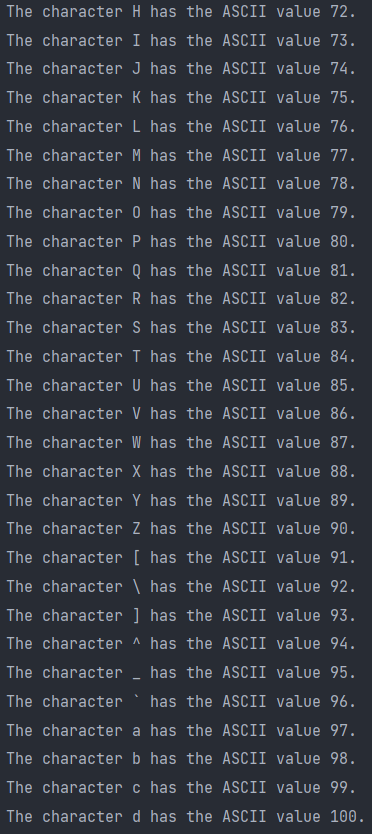 The character H has the ASCII value 72.
The character I has the ASCII value 73.
The character J has the ASCII value 74.
The character K has the ASCII value 75.
The character L has the ASCII value 76.
The character M has the ASCII value 77.
The character N has the ASCII value 78.
The character O has the ASCII value 79.
The character P has the ASCII value 80.
The character Q has the ASCII value 81.
The character R has the ASCII value 82.
The character S has the ASCII value 83.
The character T has the ASCII value 84.
The character U has the ASCII value 85.
The character V has the ASCII value 86.
The character W has the ASCII value 87.
The character X has the ASCII value 88.
The character Y has the ASCII value 89.
The character Z has the ASCII value 90.
The character [ has the ASCII value 91.
The character \ has the ASCII value 92.
The character ] has the ASCII value 93.
The character ^ has the ASCII value 94.
The character _ has the ASCII value 95.
The character ` has the ASCII value 96.
The character a has the ASCII value 97.
The character b has the ASCII value 98.
The character c has the ASCII value 99.
The character d has the ASCII value 100.